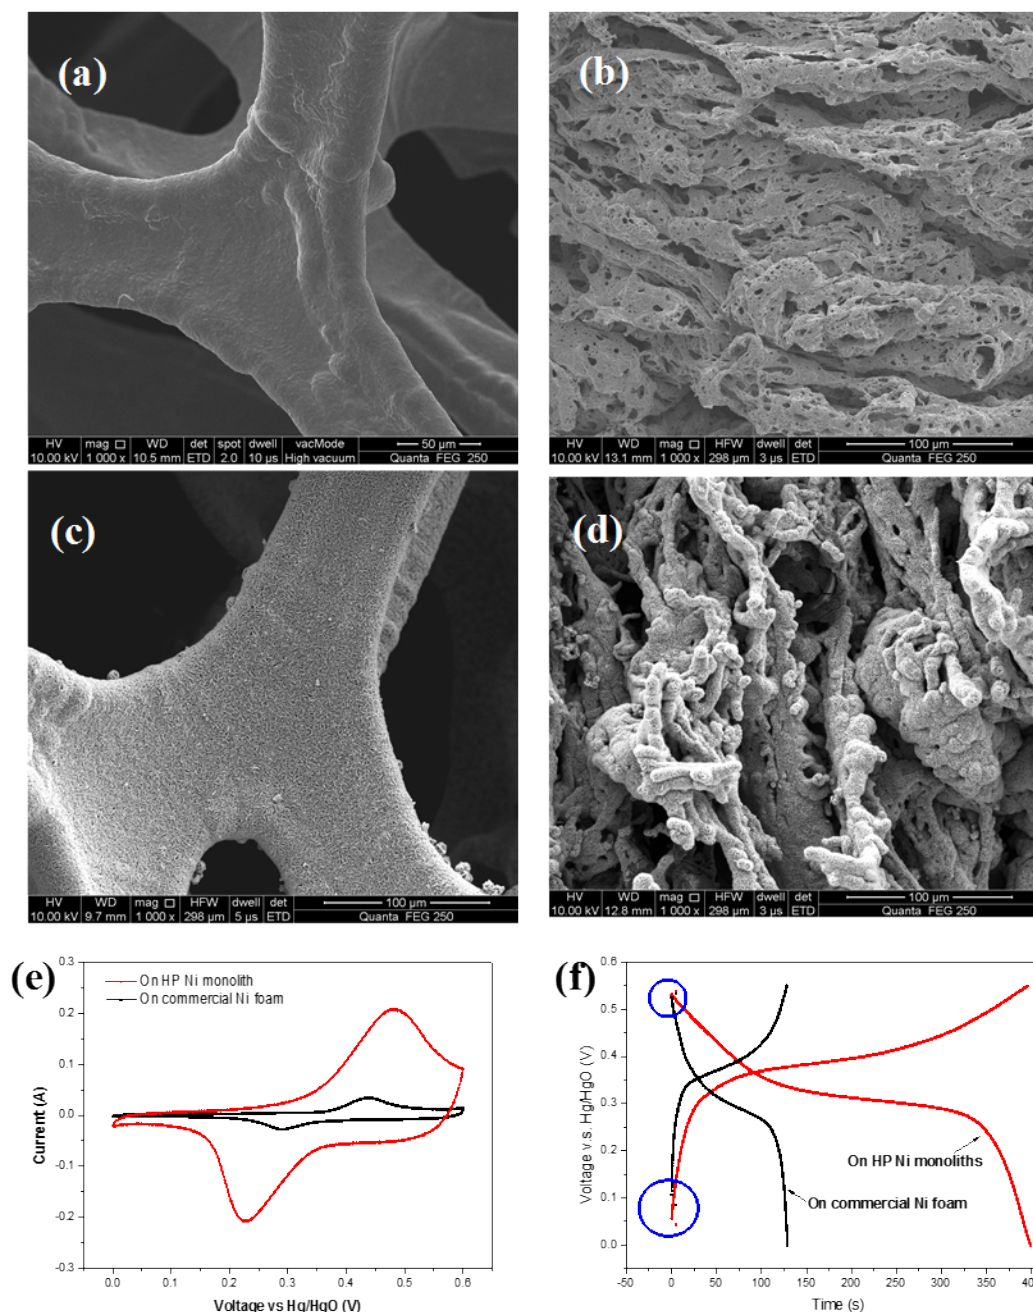 (a)
HV mag □ WD det spot dwell vacMode 50 µm
10.00 kV 1 000 x 10.5 mm ETD 2.0 10 µs High vacuum Quanta FEG 250
(b)
HV mag □ WD HFW dwell det 100 µm
10.00 kV 1 000 x 13.1 mm 298 µm 3 µs ETD Quanta FEG 250
(c)
HV WD mag □ HFW dwell det 100 µm
10.00 kV 9.7 mm 1 000 x 298 µm 5 µs ETD Quanta FEG 250
(d)
HV WD mag □ HFW dwell det 100 µm
10.00 kV 12.8 mm 1 000 x 298 µm 3 µs ETD Quanta FEG 250
(e)
On HP Ni monolith
On commercial Ni foam
Current (A)
0.3
0.2
0.1
0.0
-0.1
-0.2
-0.3
0.0 0.1 0.2 0.3 0.4 0.5 0.6
Voltage vs Hg/HgO (V)
(f)
Voltage v.s. Hg/HgO (V)
0.6
0.5
0.4
0.3
0.2
0.1
0.0
On HP Ni monoliths
On commercial Ni foam
-50 0 50 100 150 200 250 300 350 40
Time (s)